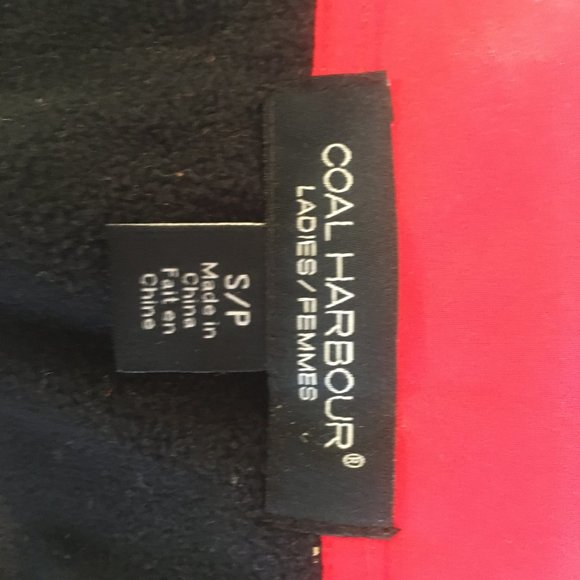 COAL HARBOUR®
LADIES/FEMMES
S/P
Made in
China
Fait en
Chine